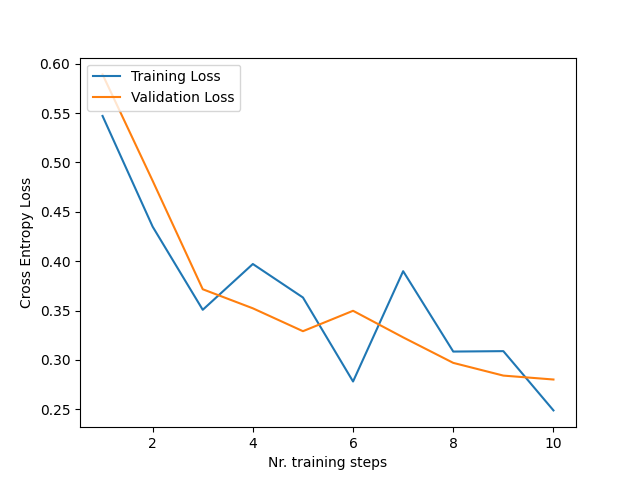 Training Loss
Validation Loss
0.60
0.55
0.50
0.45
0.40
0.35
0.30
0.25
Cross Entropy Loss
2 4 6 8 10
Nr. training steps